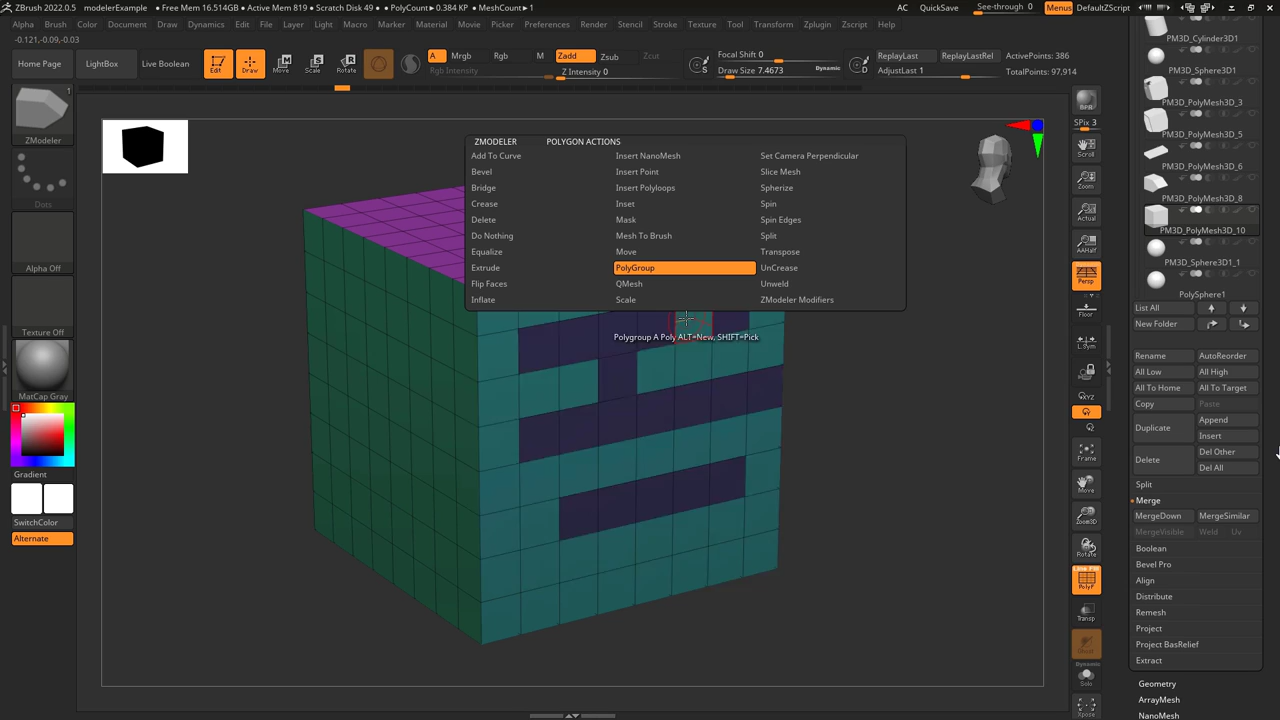 ZBrush 2022.0.5 modelerExample • Free Mem 16.514GB • Active Mem 819 • Scratch Disk 49 • PolyCount▸0.384 KP • MeshCount▸1 AC QuickSave See-through 0 Menus DefaultZScript
Alpha Brush Color Document Draw Dynamics Edit File Layer Light Macro Marker Material Movie Picker Preferences Render Stencil Stroke Texture Tool Transform Zplugin Zscript Help
-0.121,-0.09,-0.03
Home Page LightBox Live Boolean Edit Draw Move Scale Rotate A Mrgb Rgb M Zadd Zsub Zcut Focal Shift 0 ReplayLast ReplayLastRel ActivePoints: 386
Rgb Intensity Z Intensity 0 S Draw Size 7.4673 Dynamic D AdjustLast 1 TotalPoints: 97,914
1
ZModeler
Dots
Alpha Off
Texture Off
MatCap Gray
Gradient
SwitchColor
Alternate
ZMODELER POLYGON ACTIONS
Add To Curve Insert NanoMesh Set Camera Perpendicular
Bevel Insert Point Slice Mesh
Bridge Insert Polyloops Spherize
Crease Inset Spin
Delete Mask Spin Edges
Do Nothing Mesh To Brush Split
Equalize Move Transpose
Extrude PolyGroup UnCrease
Flip Faces QMesh Unweld
Inflate Scale ZModeler Modifiers
Polygroup A Poly ALT=New, SHIFT=Pick
BPR
SPix 3
Scroll
Zoom
Actual
AAHalf
Persp
Floor
L.Sym
XYZ
Y
Z
Frame
Move
Zoom3D
Rotate
Line Fill
PolyF
Transp
Ghost
Dynamic
Solo
Xpose
PM3D_Cylinder3D1
PM3D_Sphere3D1
PM3D_PolyMesh3D_3
PM3D_PolyMesh3D_5
PM3D_PolyMesh3D_6
PM3D_PolyMesh3D_8
PM3D_PolyMesh3D_10
PM3D_Sphere3D1_1
PolySphere1
List All
New Folder
Rename AutoReorder
All Low All High
All To Home All To Target
Copy Paste
Duplicate Append
Insert
Delete Del Other
Del All
Split
Merge
MergeDown MergeSimilar
MergeVisible Weld Uv
Boolean
Bevel Pro
Align
Distribute
Remesh
Project
Project BasRelief
Extract
Geometry
ArrayMesh
NanoMesh